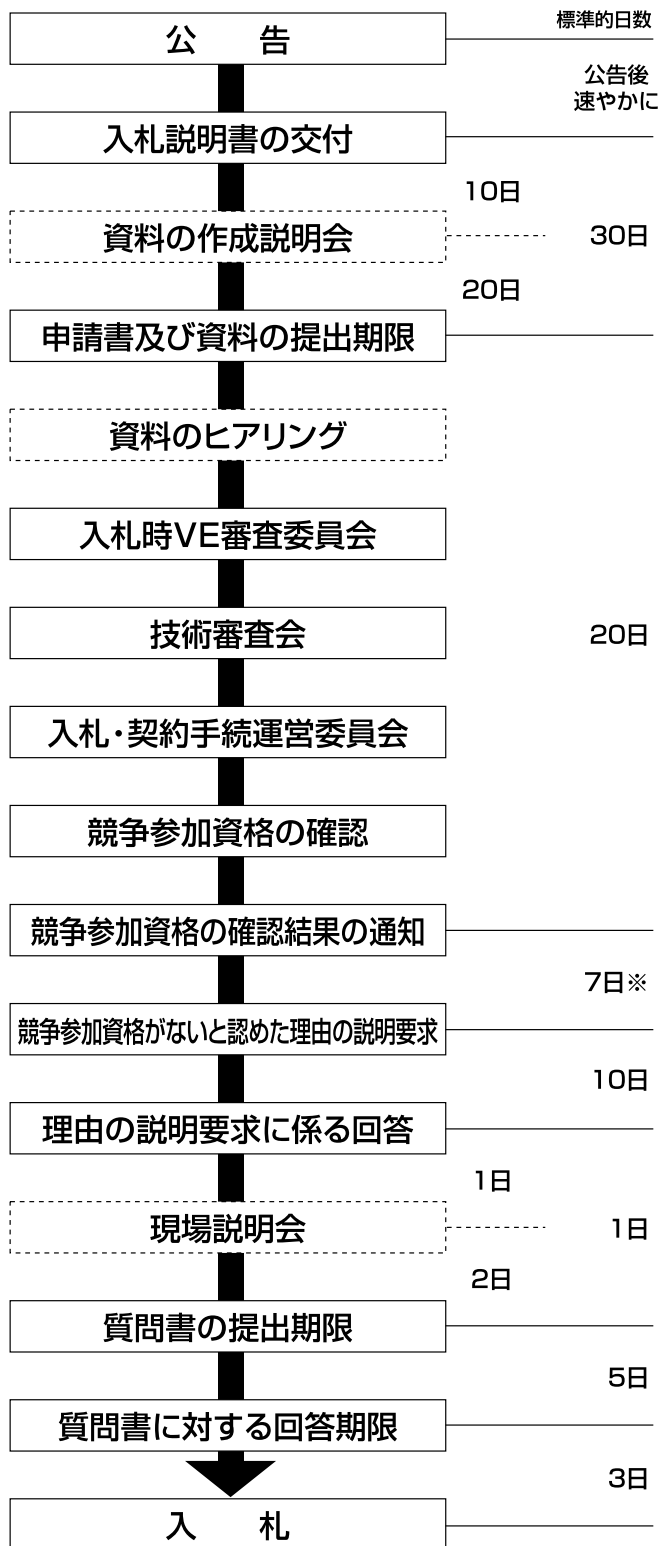 標準的日数
公　告
公告後
速やかに
入札説明書の交付
10日
資料の作成説明会
30日
20日
申請書及び資料の提出期限
資料のヒアリング
入札時VE審査委員会
技術審査会
20日
入札・契約手続運営委員会
競争参加資格の確認
競争参加資格の確認結果の通知
7日※
競争参加資格がないと認めた理由の説明要求
10日
理由の説明要求に係る回答
1日
現場説明会
1日
2日
質問書の提出期限
5日
質問書に対する回答期限
3日
入　札